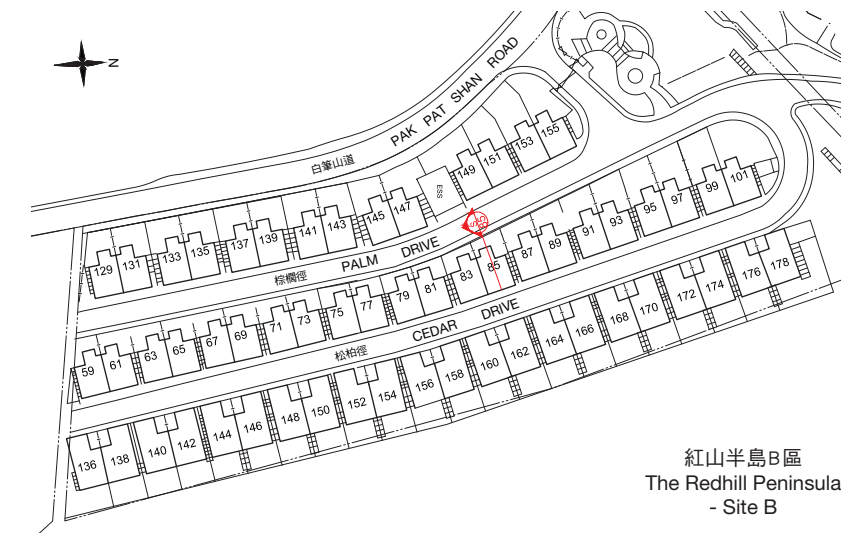 N
PAK PAT SHAN ROAD
白筆山道
ESS
149 151 153 155
129 131 133 135 137 139 141 143 145 147
棕櫚徑 PALM DRIVE
59 61 63 65 67 69 71 73 75 77 79 81 83 85 87 89 91 93 95 97 99 101
松柏徑 CEDAR DRIVE
136 138 140 142 144 146 148 150 152 154 156 158 160 162 164 166 168 170 172 174 176 178
紅山半島B區
The Redhill Peninsula
- Site B